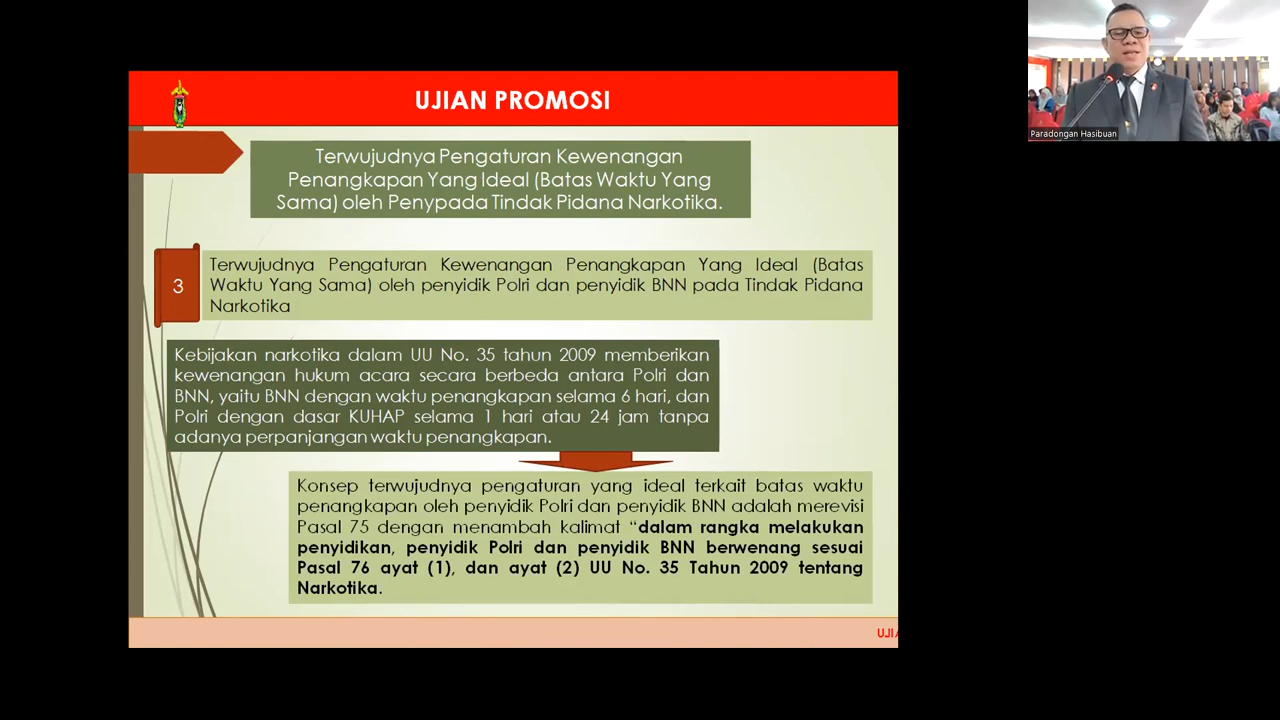 UJIAN PROMOSI
Paradongan Hasibuan
Terwujudnya Pengaturan Kewenangan
Penangkapan Yang Ideal (Batas Waktu Yang
Sama) oleh Penypada Tindak Pidana Narkotika.
3
Terwujudnya Pengaturan Kewenangan Penangkapan Yang Ideal (Batas
Waktu Yang Sama) oleh penyidik Polri dan penyidik BNN pada Tindak Pidana
Narkotika
Kebijakan narkotika dalam UU No. 35 tahun 2009 memberikan
kewenangan hukum acara secara berbeda antara Polri dan
BNN, yaitu BNN dengan waktu penangkapan selama 6 hari, dan
Polri dengan dasar KUHAP selama 1 hari atau 24 jam tanpa
adanya perpanjangan waktu penangkapan.
Konsep terwujudnya pengaturan yang ideal terkait batas waktu
penangkapan oleh penyidik Polri dan penyidik BNN adalah merevisi
Pasal 75 dengan menambah kalimat “dalam rangka melakukan
penyidikan, penyidik Polri dan penyidik BNN berwenang sesuai
Pasal 76 ayat (1), dan ayat (2) UU No. 35 Tahun 2009 tentang
Narkotika.